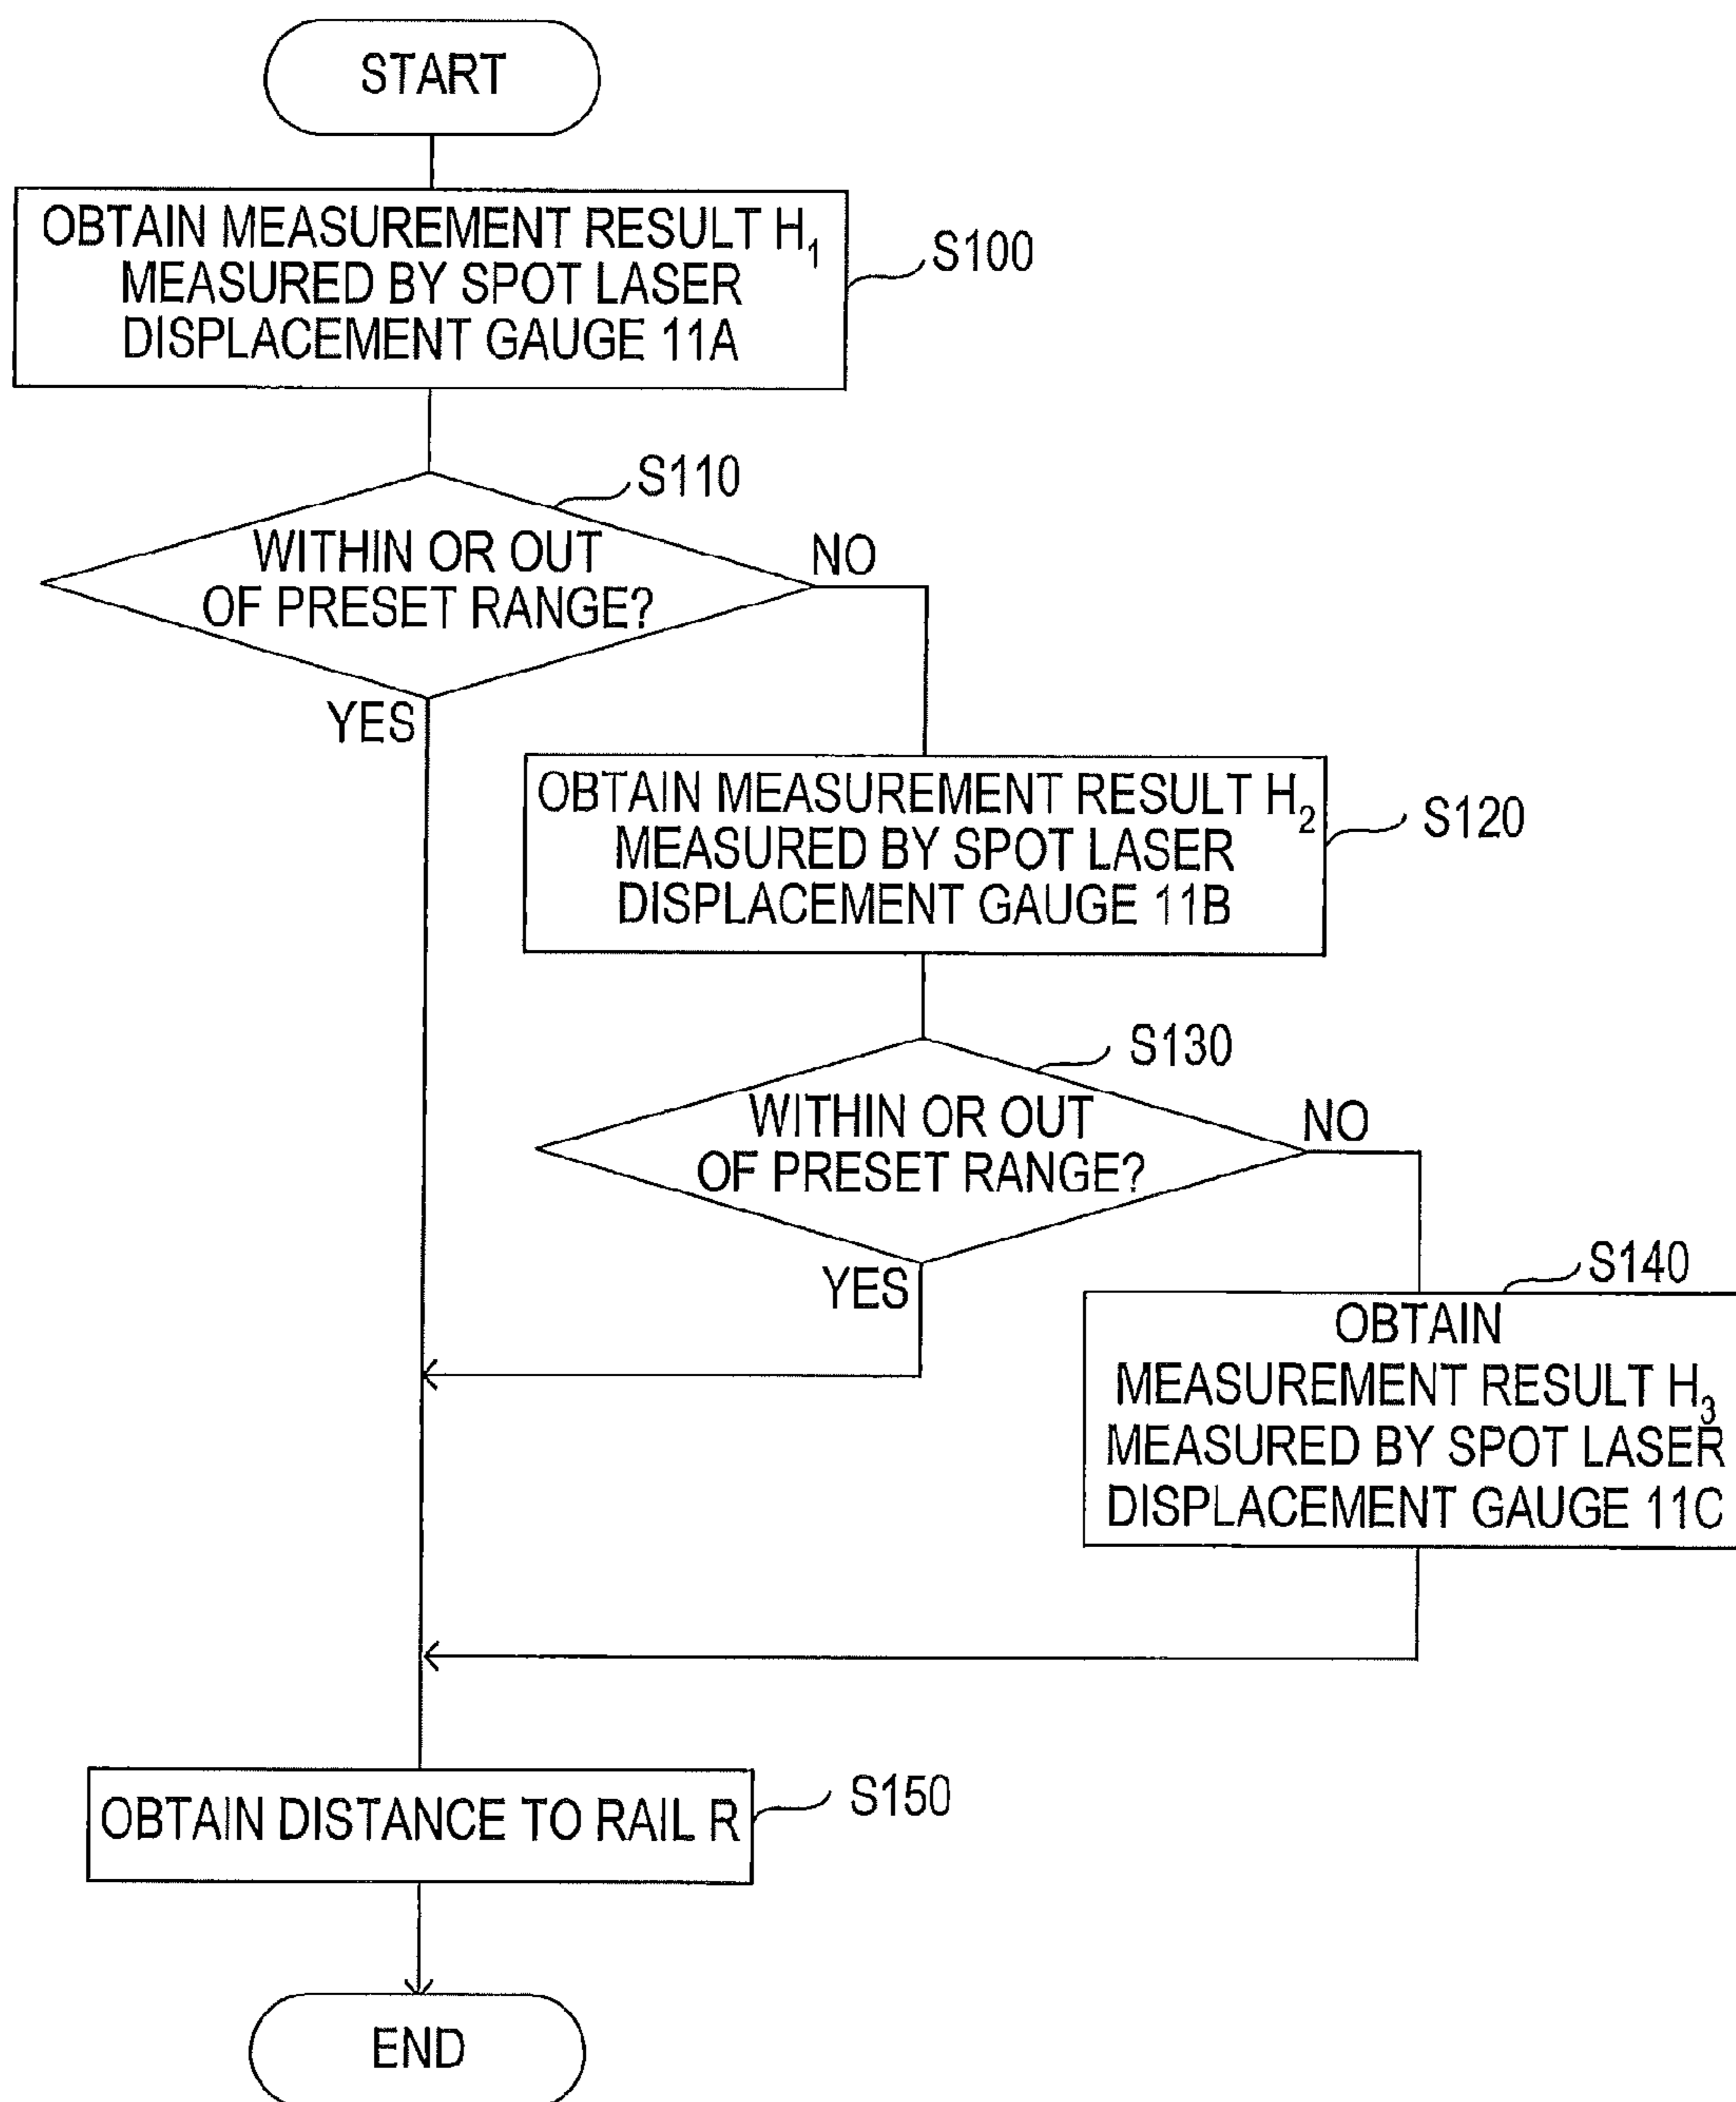 START
OBTAIN MEASUREMENT RESULT H₁
MEASURED BY SPOT LASER
DISPLACEMENT GAUGE 11A
S100
S110
WITHIN OR OUT
OF PRESET RANGE?
NO
YES
OBTAIN MEASUREMENT RESULT H₂
MEASURED BY SPOT LASER
DISPLACEMENT GAUGE 11B
S120
S130
WITHIN OR OUT
OF PRESET RANGE?
NO
YES
S140
OBTAIN
MEASUREMENT RESULT H₃
MEASURED BY SPOT LASER
DISPLACEMENT GAUGE 11C
OBTAIN DISTANCE TO RAIL R
S150
END